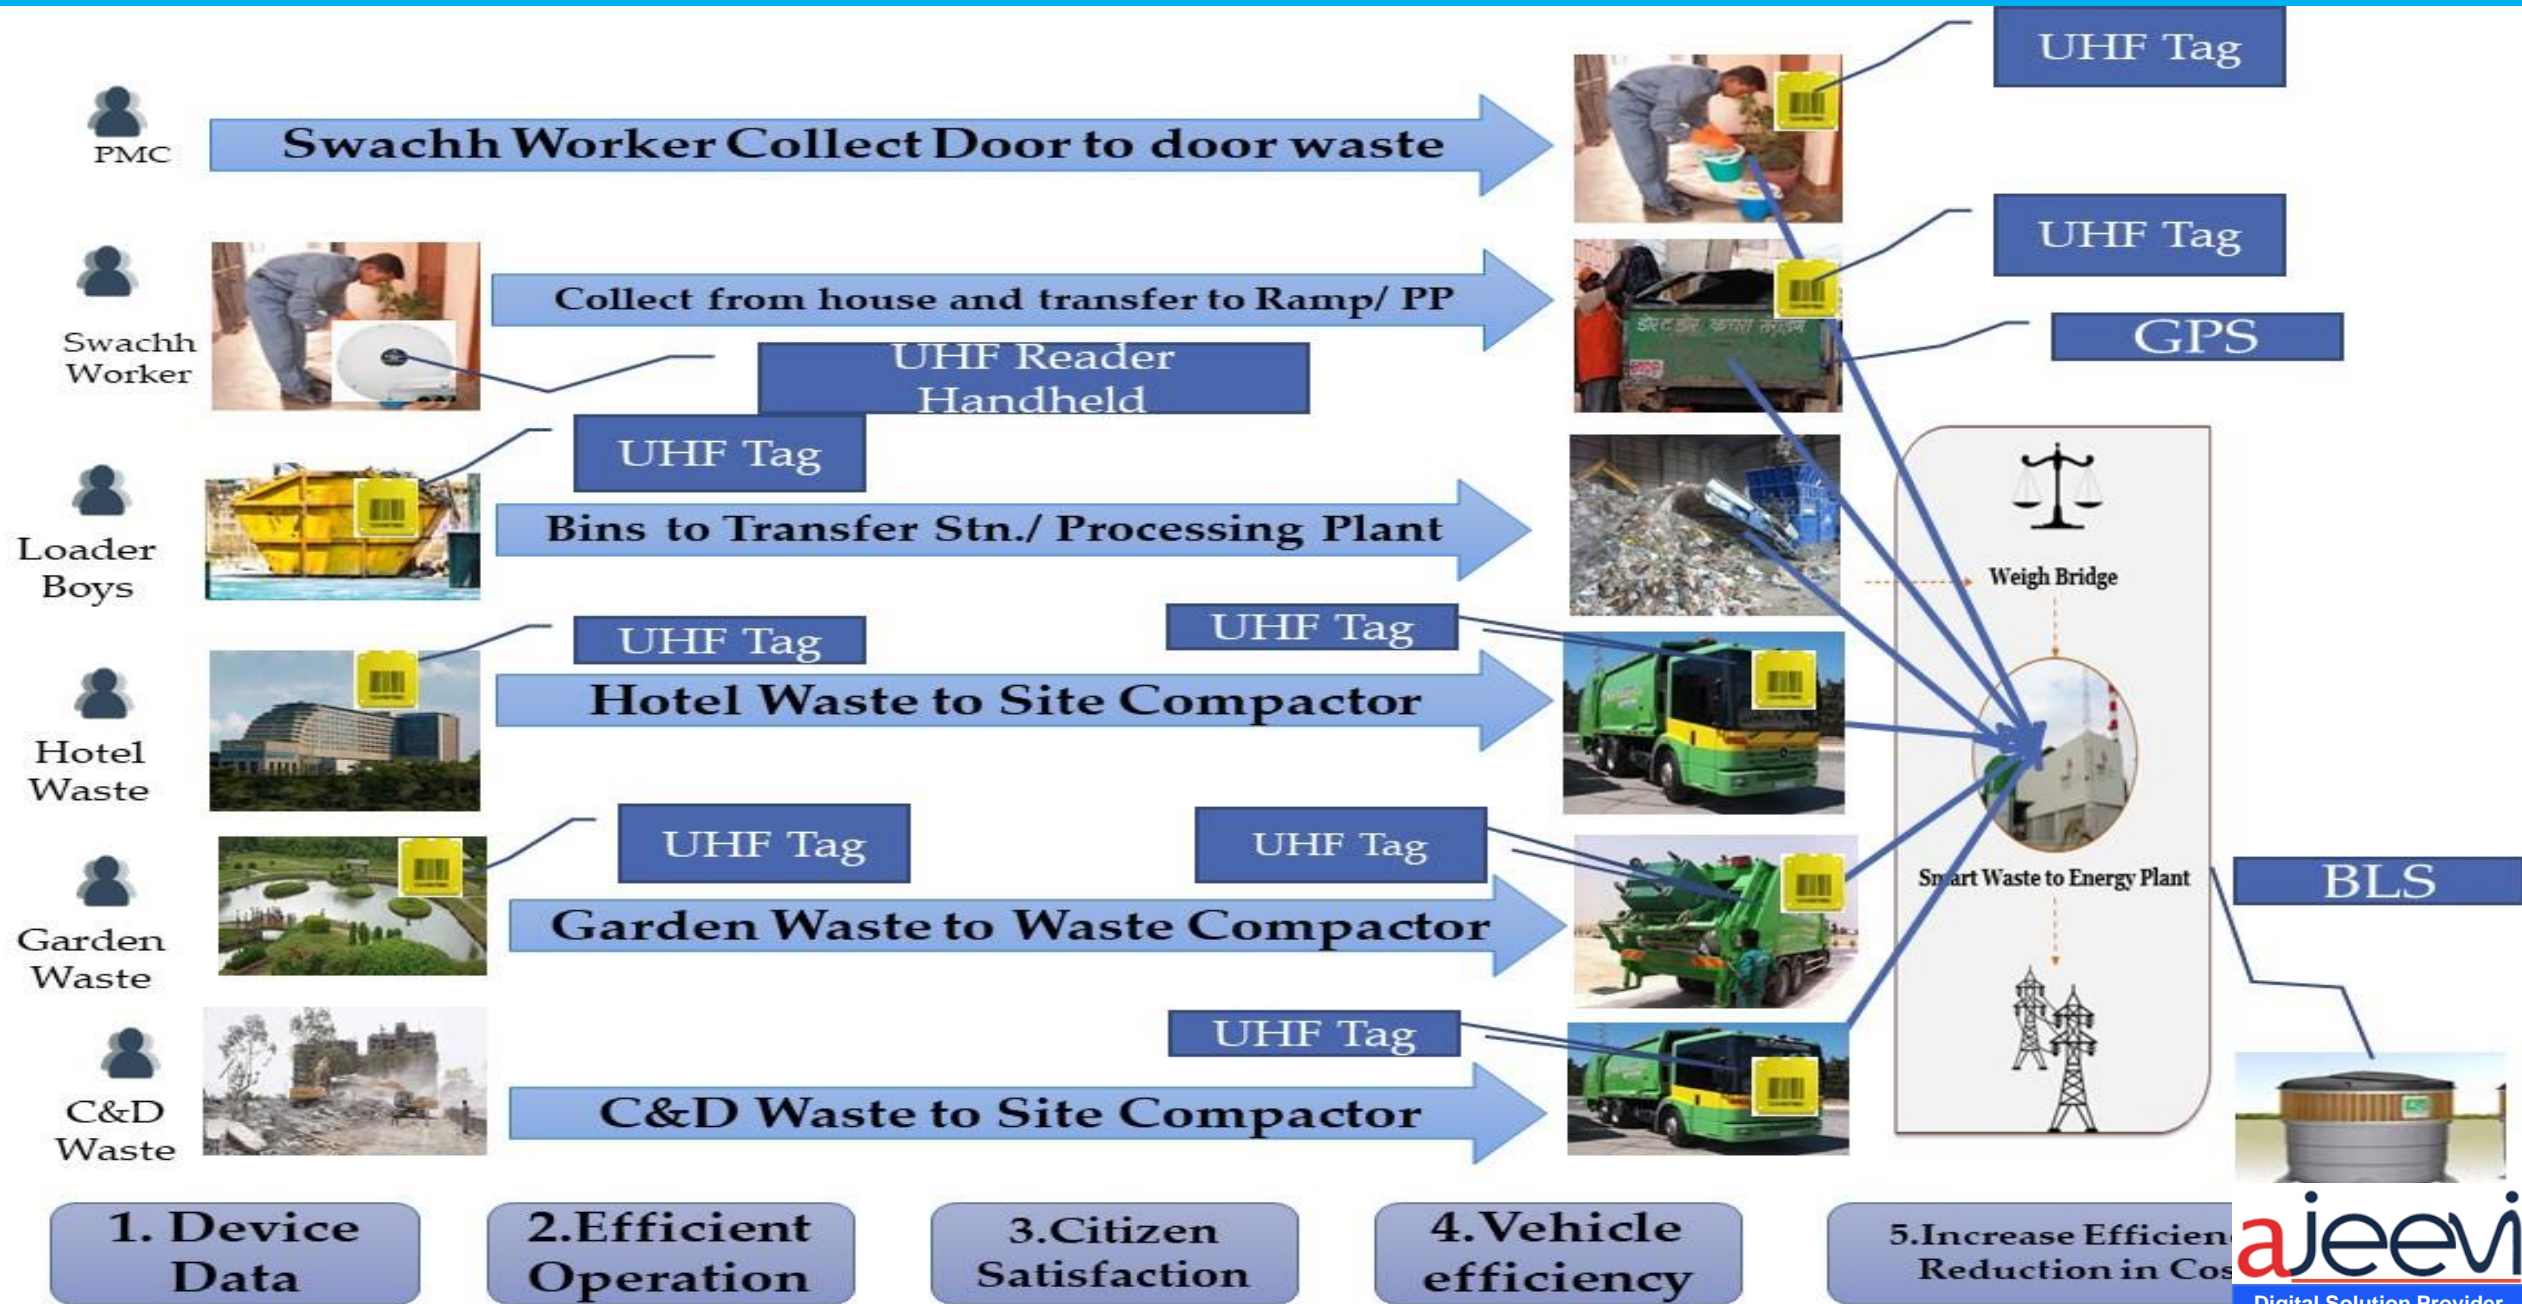 UHF Tag
PMC
Swachh Worker Collect Door to door waste
UHF Tag
Swachh
Worker
Collect from house and transfer to Ramp/ PP
GPS
UHF Reader
Handheld
डोर टू डोर कचरा
UHF Tag
Loader
Boys
Bins to Transfer Stn./ Processing Plant
Weigh Bridge
UHF Tag
UHF Tag
Hotel
Waste
Hotel Waste to Site Compactor
UHF Tag
UHF Tag
Smart Waste to Energy Plant
BLS
Garden
Waste
Garden Waste to Waste Compactor
UHF Tag
C&D
Waste
C&D Waste to Site Compactor
1. Device
Data
2.Efficient
Operation
3.Citizen
Satisfaction
4.Vehicle
efficiency
5.Increase Efficien
Reduction in Cos
ajeevi
Digital Solution Provider